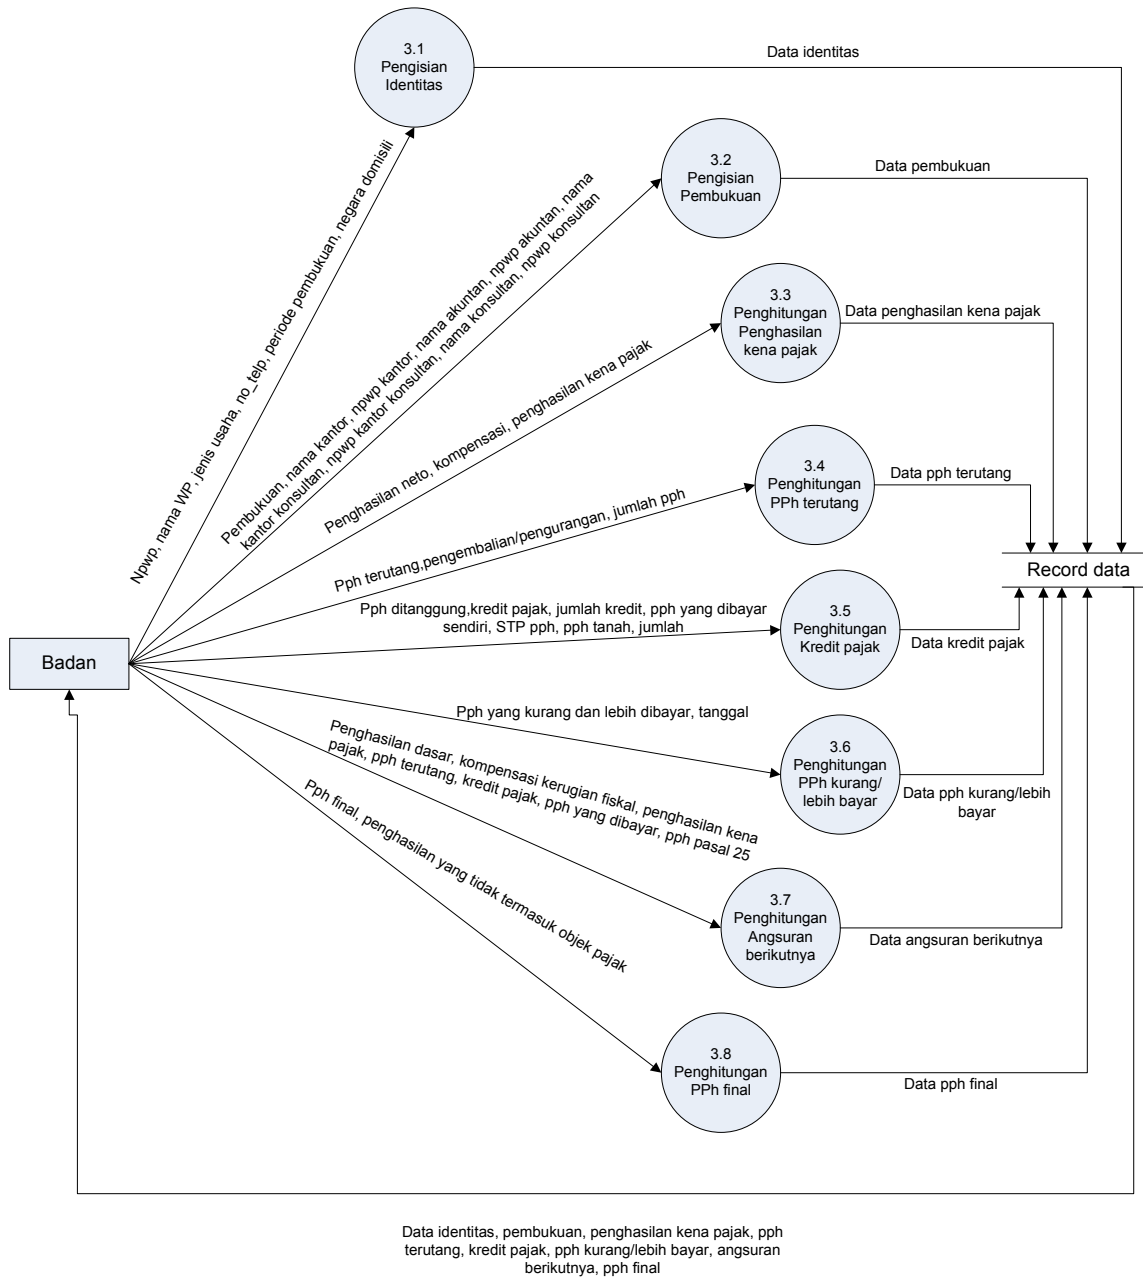 3.1
Pengisian
Identitas
Data identitas
Npwp, nama WP, jenis usaha, no_telp, periode pembukuan, negara domisili
3.2
Pengisian
Pembukuan
Data pembukuan
Pembukuan, nama kantor, npwp kantor, nama akuntan, npwp akuntan, nama
kantor konsultan, npwp kantor konsultan, nama konsultan, npwp konsultan
3.3
Penghitungan
Penghasilan
kena pajak
Data penghasilan kena pajak
Penghasilan neto, kompensasi, penghasilan kena pajak
3.4
Penghitungan
PPh terutang
Data pph terutang
Pph terutang,pengembalian/pengurangan, jumlah pph
Record data
Pph ditanggung,kredit pajak, jumlah kredit, pph yang dibayar
sendiri, STP pph, pph tanah, jumlah
3.5
Penghitungan
Kredit pajak
Data kredit pajak
Badan
Pph yang kurang dan lebih dibayar, tanggal
3.6
Penghitungan
PPh kurang/
lebih bayar
Data pph kurang/lebih
bayar
Penghasilan dasar, kompensasi kerugian fiskal, penghasilan kena
pajak, pph terutang, kredit pajak, pph yang dibayar, pph pasal 25
3.7
Penghitungan
Angsuran
berikutnya
Data angsuran berikutnya
Pph final, penghasilan yang tidak termasuk objek pajak
3.8
Penghitungan
PPh final
Data pph final
Data identitas, pembukuan, penghasilan kena pajak, pph
terutang, kredit pajak, pph kurang/lebih bayar, angsuran
berikutnya, pph final